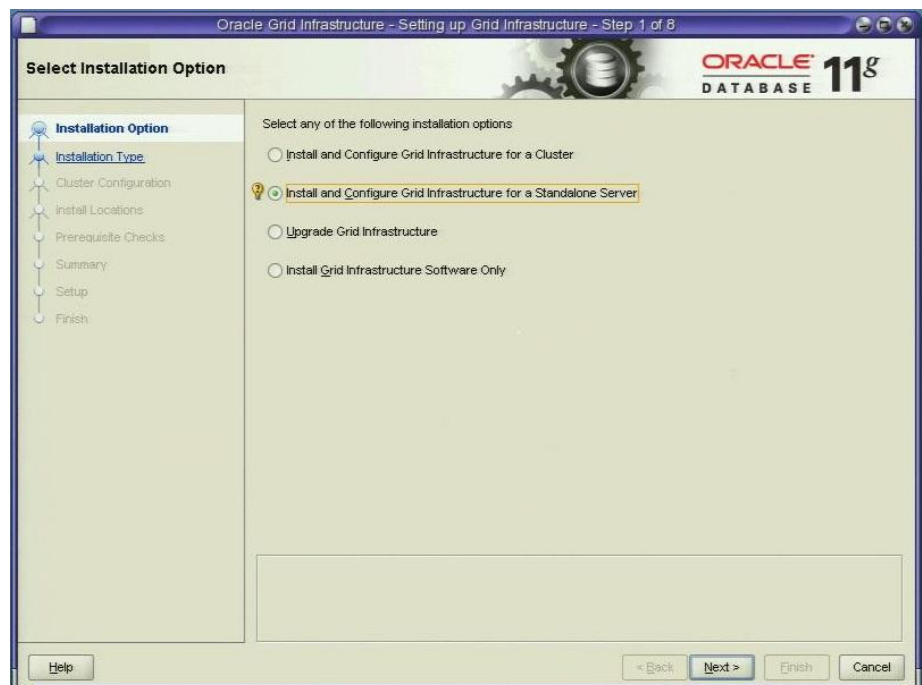 Oracle Grid Infrastructure - Setting up Grid Infrastructure - Step 1 of 8
Select Installation Option
ORACLE
DATABASE
11g
Installation Option
Installation Type
Cluster Configuration
Install Locations
Prerequisite Checks
Summary
Setup
Finish
Select any of the following installation options
Install and Configure Grid Infrastructure for a Cluster
Install and Configure Grid Infrastructure for a Standalone Server
Upgrade Grid Infrastructure
Install Grid Infrastructure Software Only
Help
< Back
Next >
Finish
Cancel